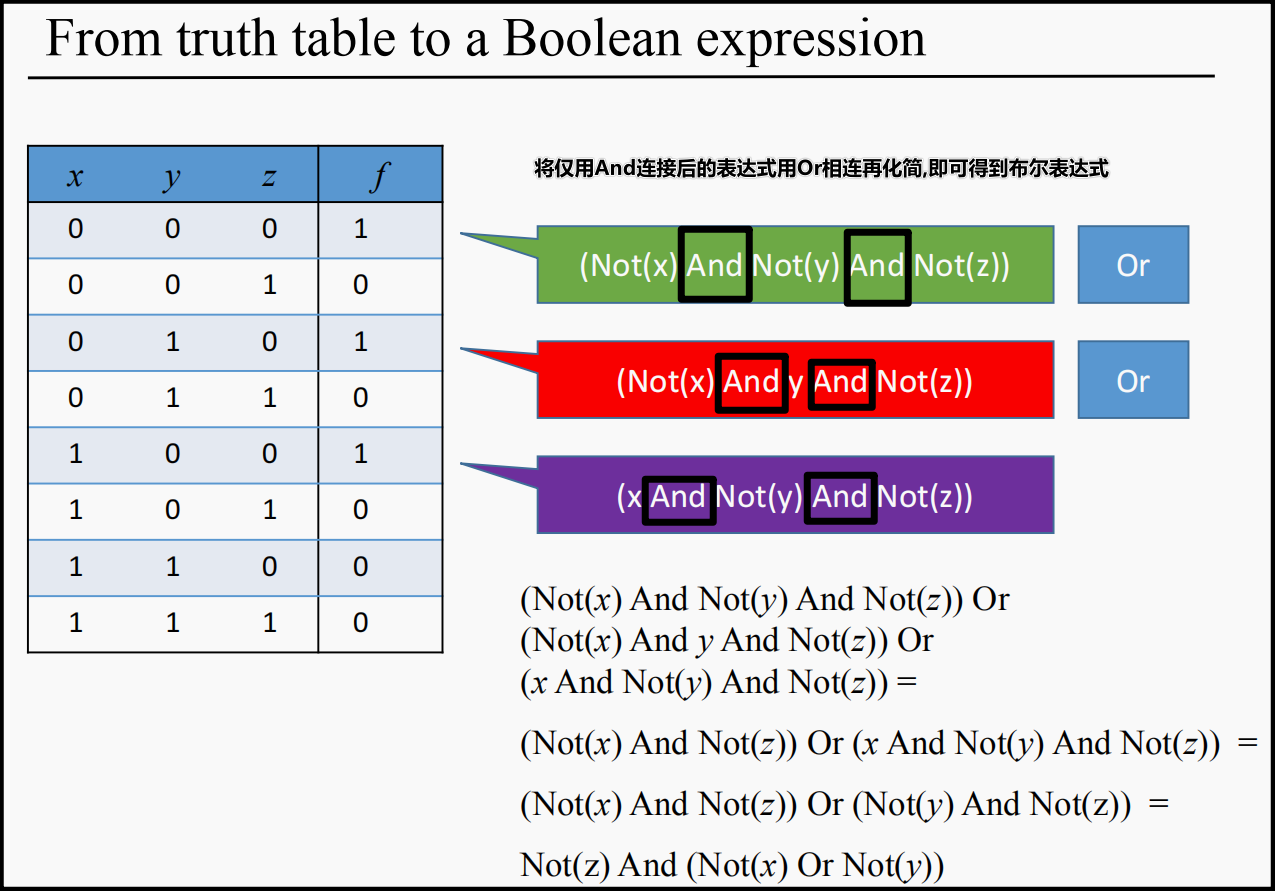 From truth table to a Boolean expression
x y z f
0 0 0 1
0 0 1 0
0 1 0 1
0 1 1 0
1 0 0 1
1 0 1 0
1 1 0 0
1 1 1 0
将仅用And连接后的表达式用Or相连再化简,即可得到布尔表达式
(Not(x) And Not(y) And Not(z)) Or
(Not(x) And y And Not(z)) Or
(x And Not(y) And Not(z))
(Not(x) And Not(y) And Not(z)) Or
(Not(x) And y And Not(z)) Or
(x And Not(y) And Not(z)) =
(Not(x) And Not(z)) Or (x And Not(y) And Not(z)) =
(Not(x) And Not(z)) Or (Not(y) And Not(z)) =
Not(z) And (Not(x) Or Not(y))